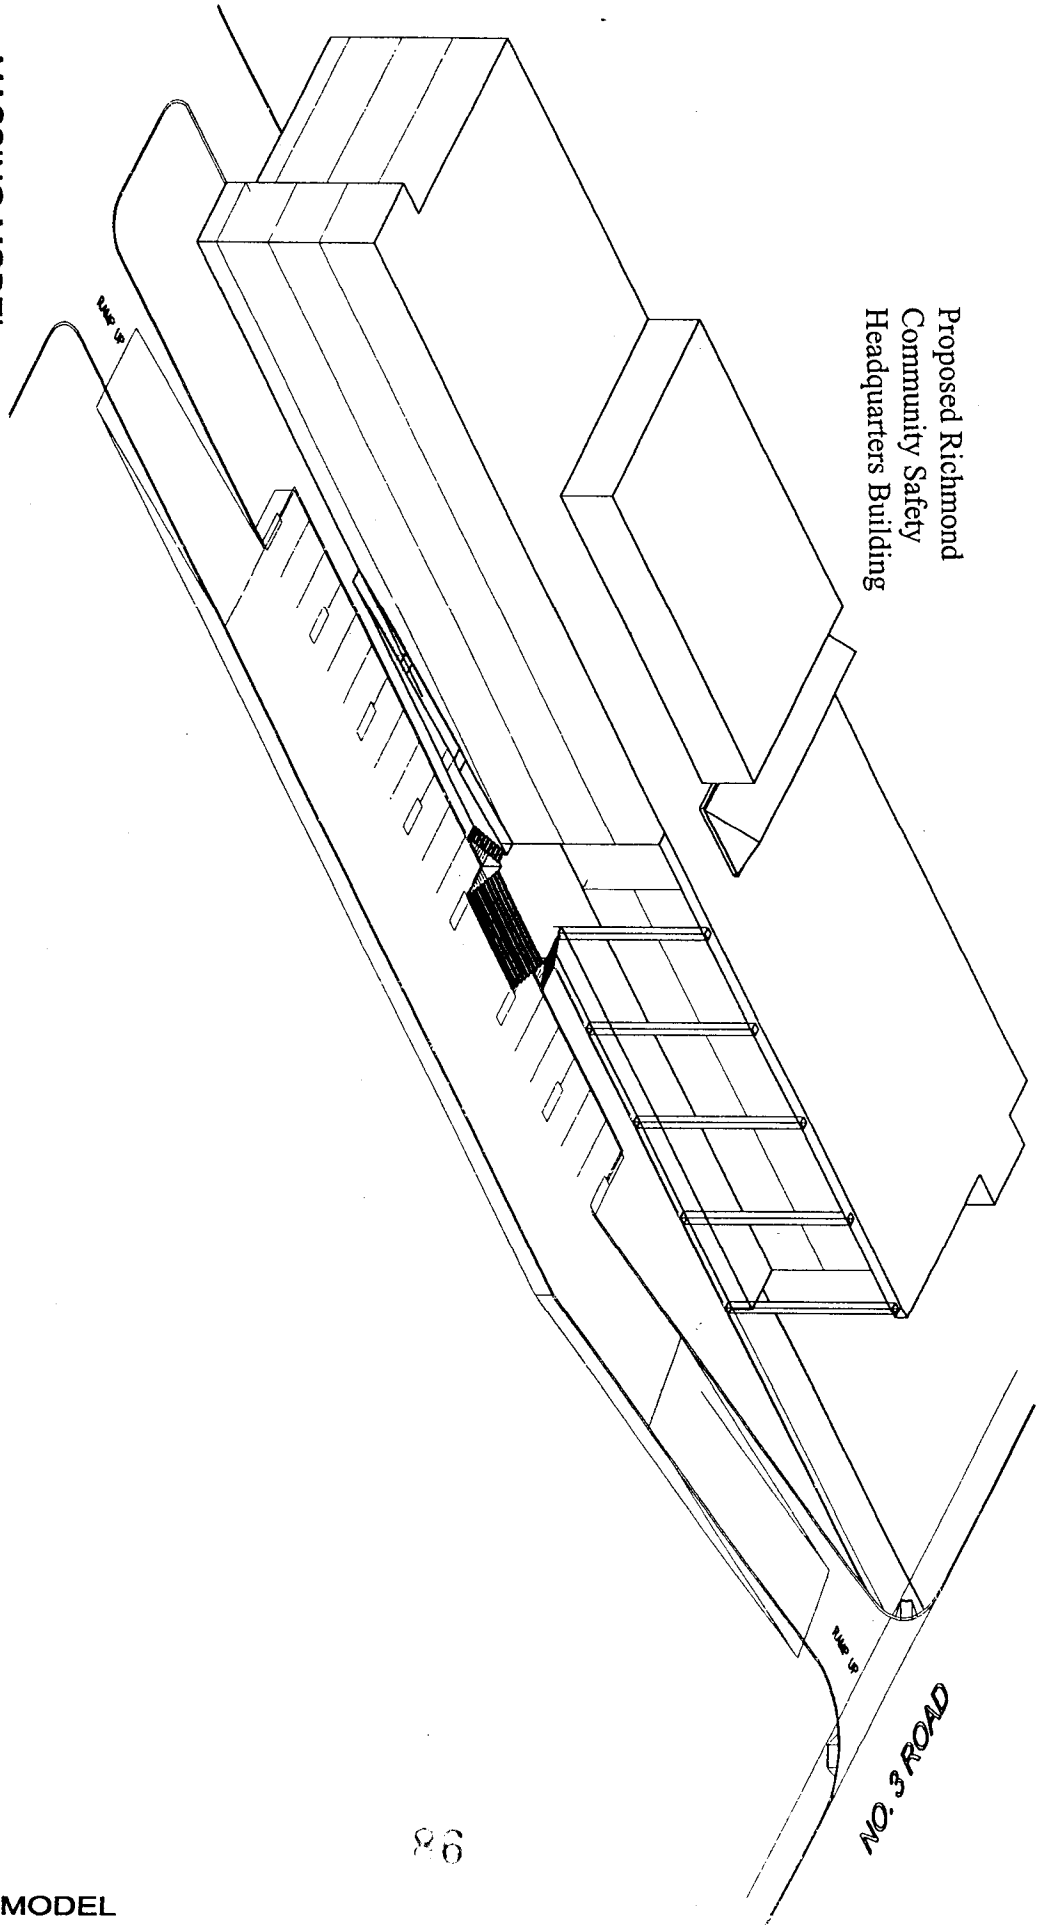 Proposed Richmond
Community Safety
Headquarters Building
RAMP UP
RAMP UP
NO. 3 ROAD
86
MODEL